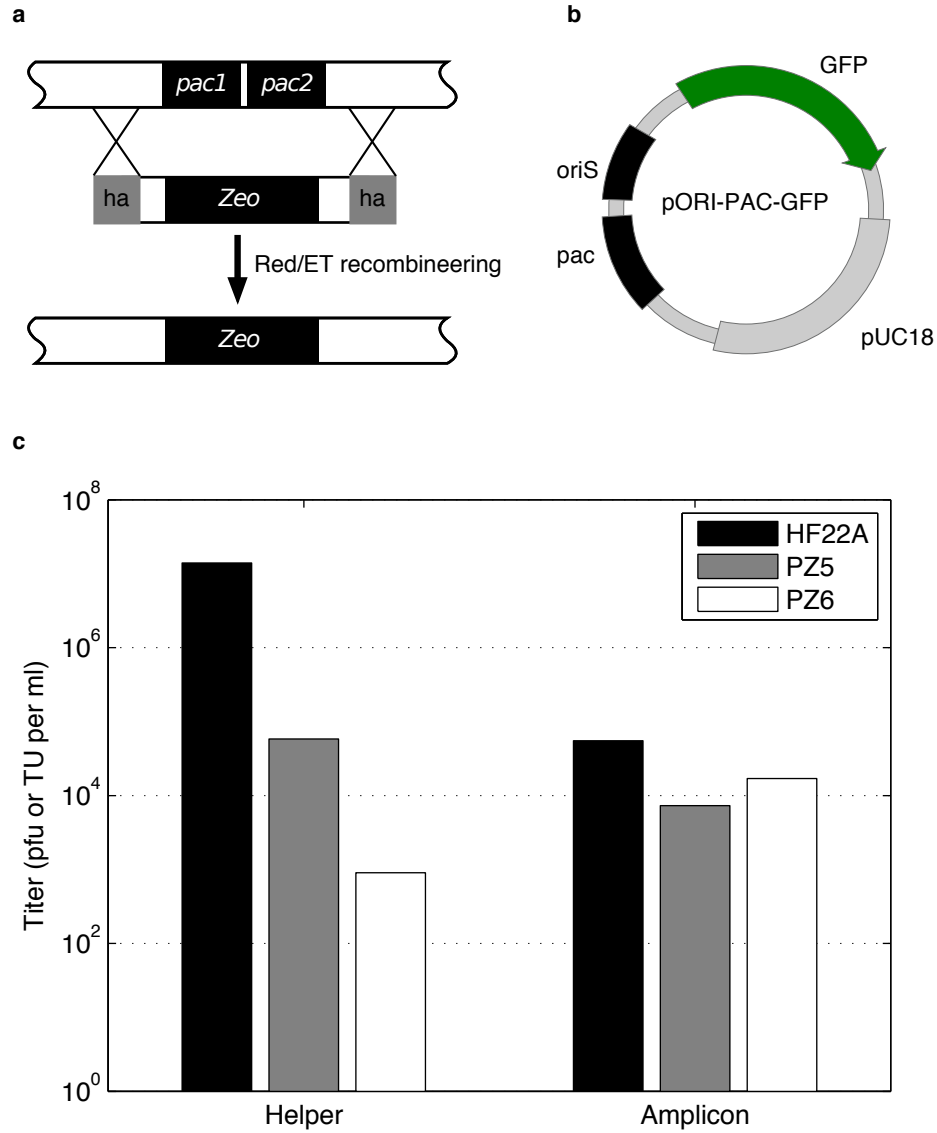 a
pac1 pac2
ha Zeo ha
Red/ET recombineering
Zeo
b
GFP
oriS
pORI-PAC-GFP
pac
pUC18
c
Titer (pfu or TU per ml)
10^8
10^6
10^4
10^2
10^0
HF22A
PZ5
PZ6
Helper Amplicon